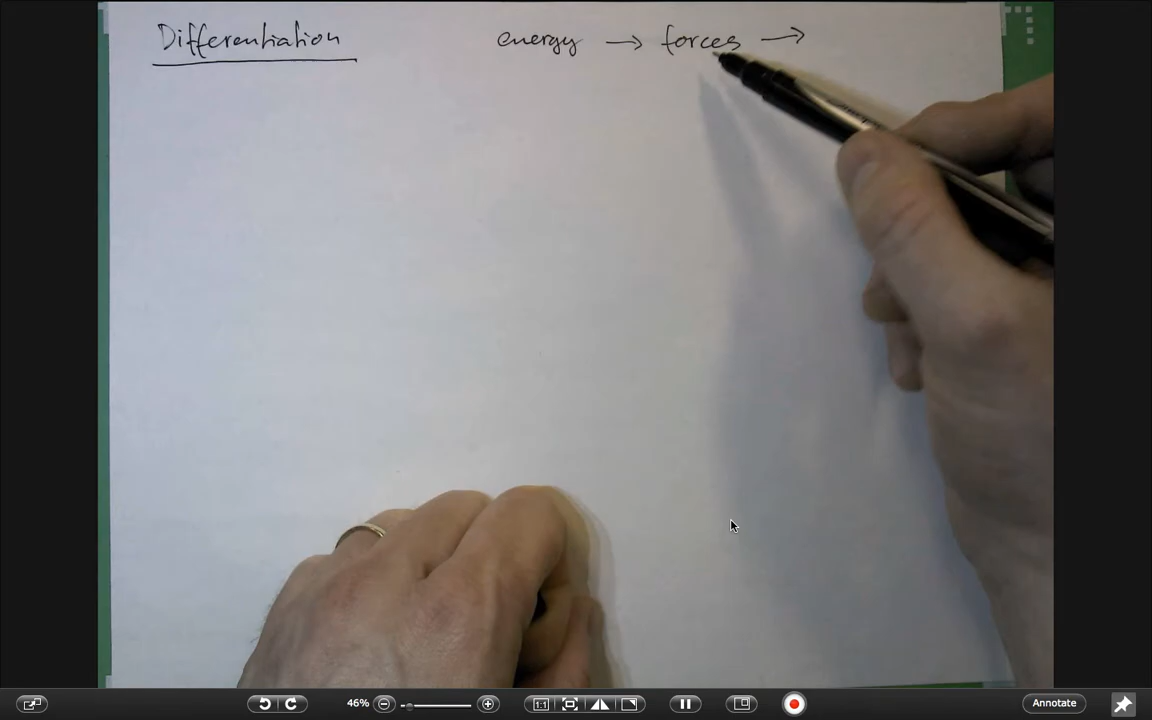 Differentiation energy → forces →
46%
1:1
Annotate